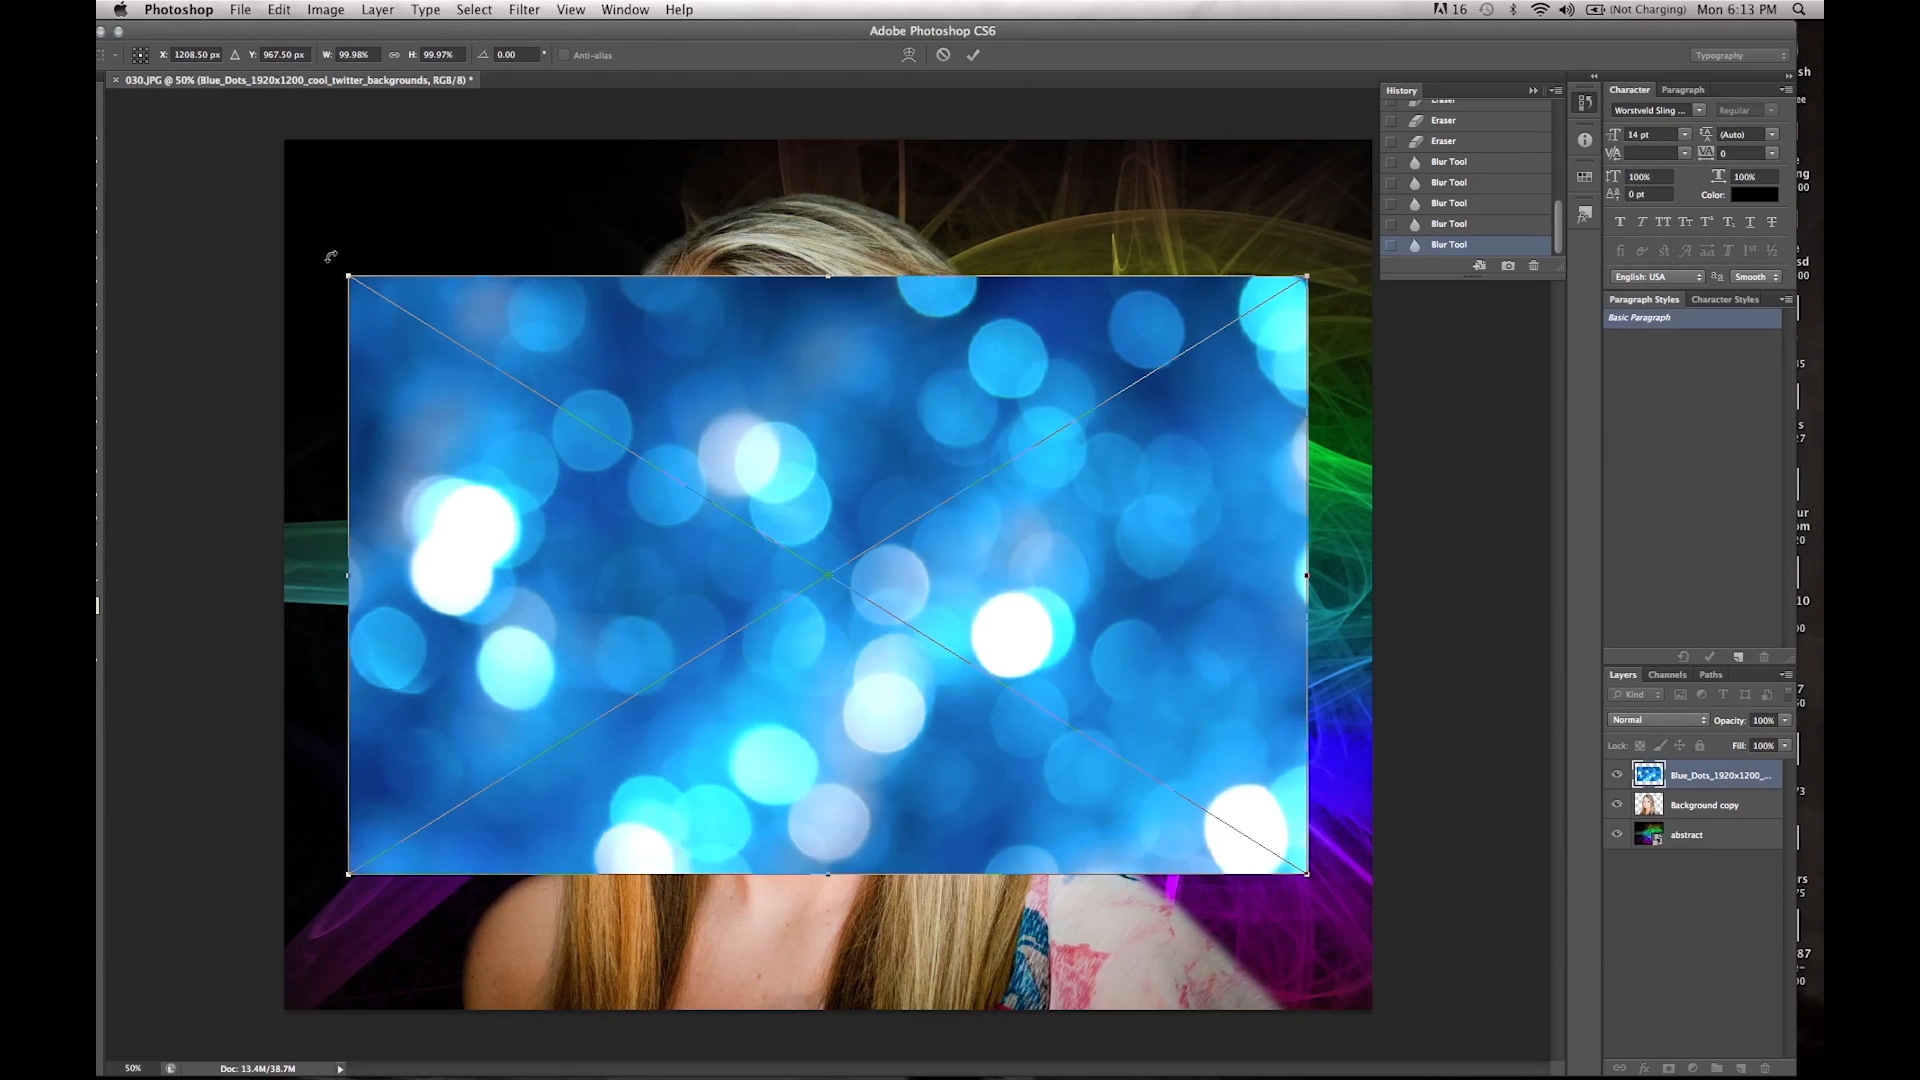 Photoshop File Edit Image Layer Type Select Filter View Window Help 16 (Not Charging) Mon 6:13 PM
Adobe Photoshop CS6
X: 1208.50 px Y: 967.50 px W: 99.98% H: 99.97% 0.00 ° Anti-alias Typography
× 030.JPG @ 50% (Blue_Dots_1920x1200_cool_twitter_backgrounds, RGB/8) *
History
Eraser
Eraser
Eraser
Blur Tool
Blur Tool
Blur Tool
Blur Tool
Blur Tool
Character Paragraph
Worstveld Sling ... Regular
14 pt (Auto)
0
100% 100%
0 pt Color:
English: USA Smooth
Paragraph Styles Character Styles
Basic Paragraph
Layers Channels Paths
Kind
Normal Opacity: 100%
Lock: Fill: 100%
Blue_Dots_1920x1200_...
Background copy
abstract
50% Doc: 13.4M/38.7M